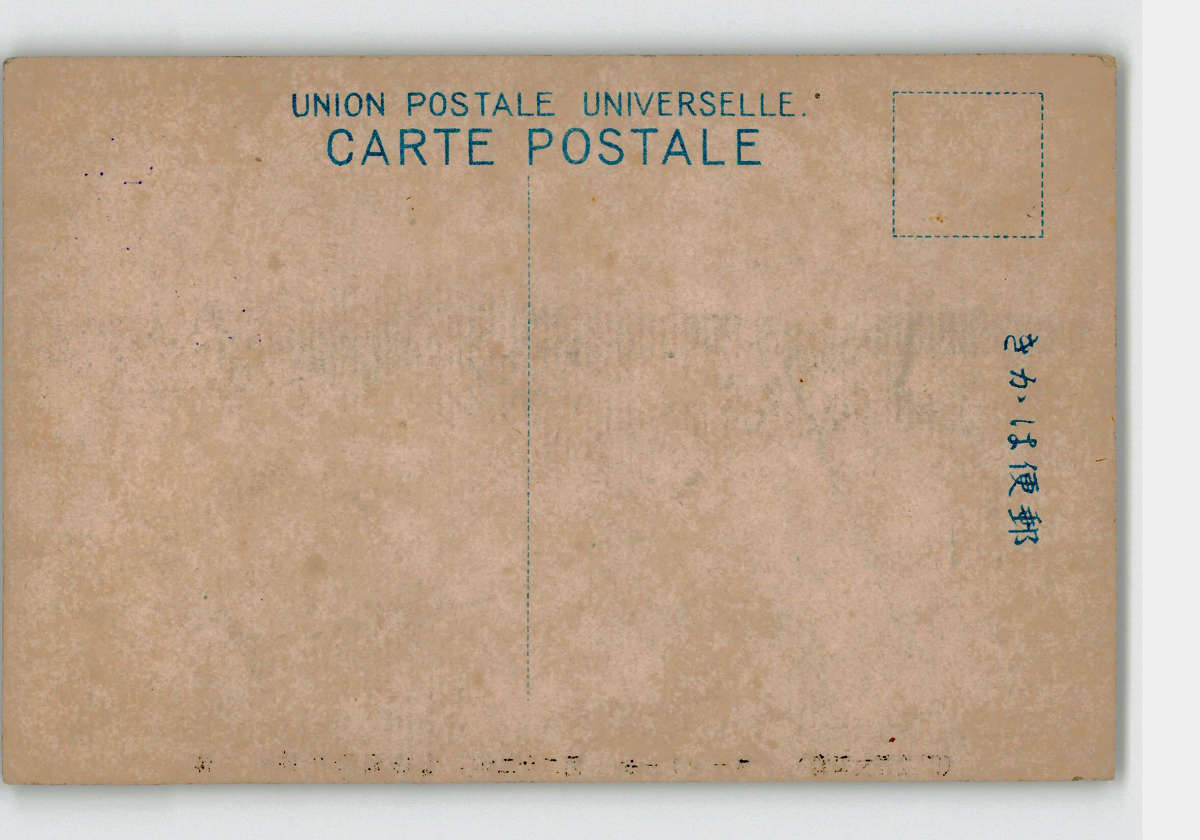 UNION POSTALE UNIVERSELLE.
CARTE POSTALE
郵便はかき